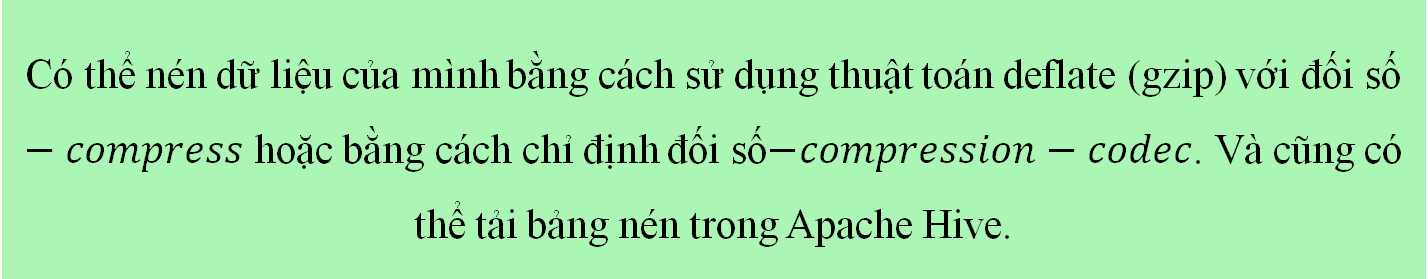 Có thể nén dữ liệu của mình bằng cách sử dụng thuật toán deflate (gzip) với đối số
− compress hoặc bằng cách chỉ định đối số−compression − codec. Và cũng có
thể tải bảng nén trong Apache Hive.